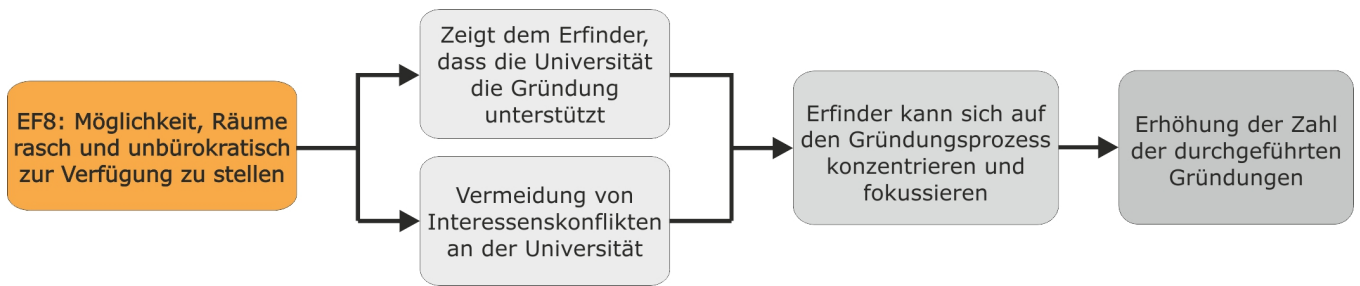 EF8: Möglichkeit, Räume
rasch und unbürokratisch
zur Verfügung zu stellen
Zeigt dem Erfinder,
dass die Universität
die Gründung
unterstützt
Vermeidung von
Interessenskonflikten
an der Universität
Erfinder kann sich auf
den Gründungsprozess
konzentrieren und
fokussieren
Erhöhung der Zahl
der durchgeführten
Gründungen